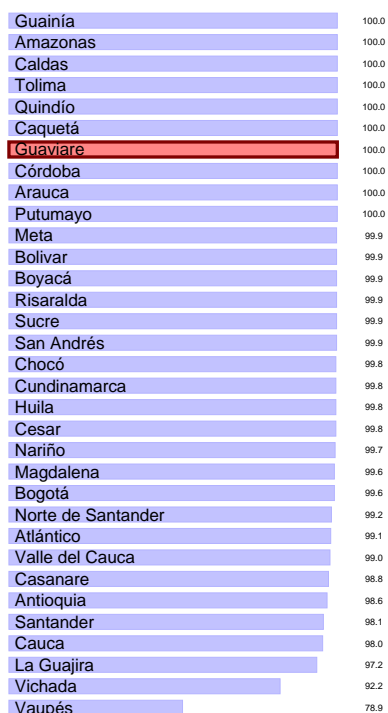 Guainía 100.0
Amazonas 100.0
Caldas 100.0
Tolima 100.0
Quindío 100.0
Caquetá 100.0
Guaviare 100.0
Córdoba 100.0
Arauca 100.0
Putumayo 100.0
Meta 99.9
Bolivar 99.9
Boyacá 99.9
Risaralda 99.9
Sucre 99.9
San Andrés 99.9
Chocó 99.8
Cundinamarca 99.8
Huila 99.8
Cesar 99.8
Nariño 99.7
Magdalena 99.6
Bogotá 99.6
Norte de Santander 99.2
Atlántico 99.1
Valle del Cauca 99.0
Casanare 98.8
Antioquia 98.6
Santander 98.1
Cauca 98.0
La Guajira 97.2
Vichada 92.2
Vaupés 78.9